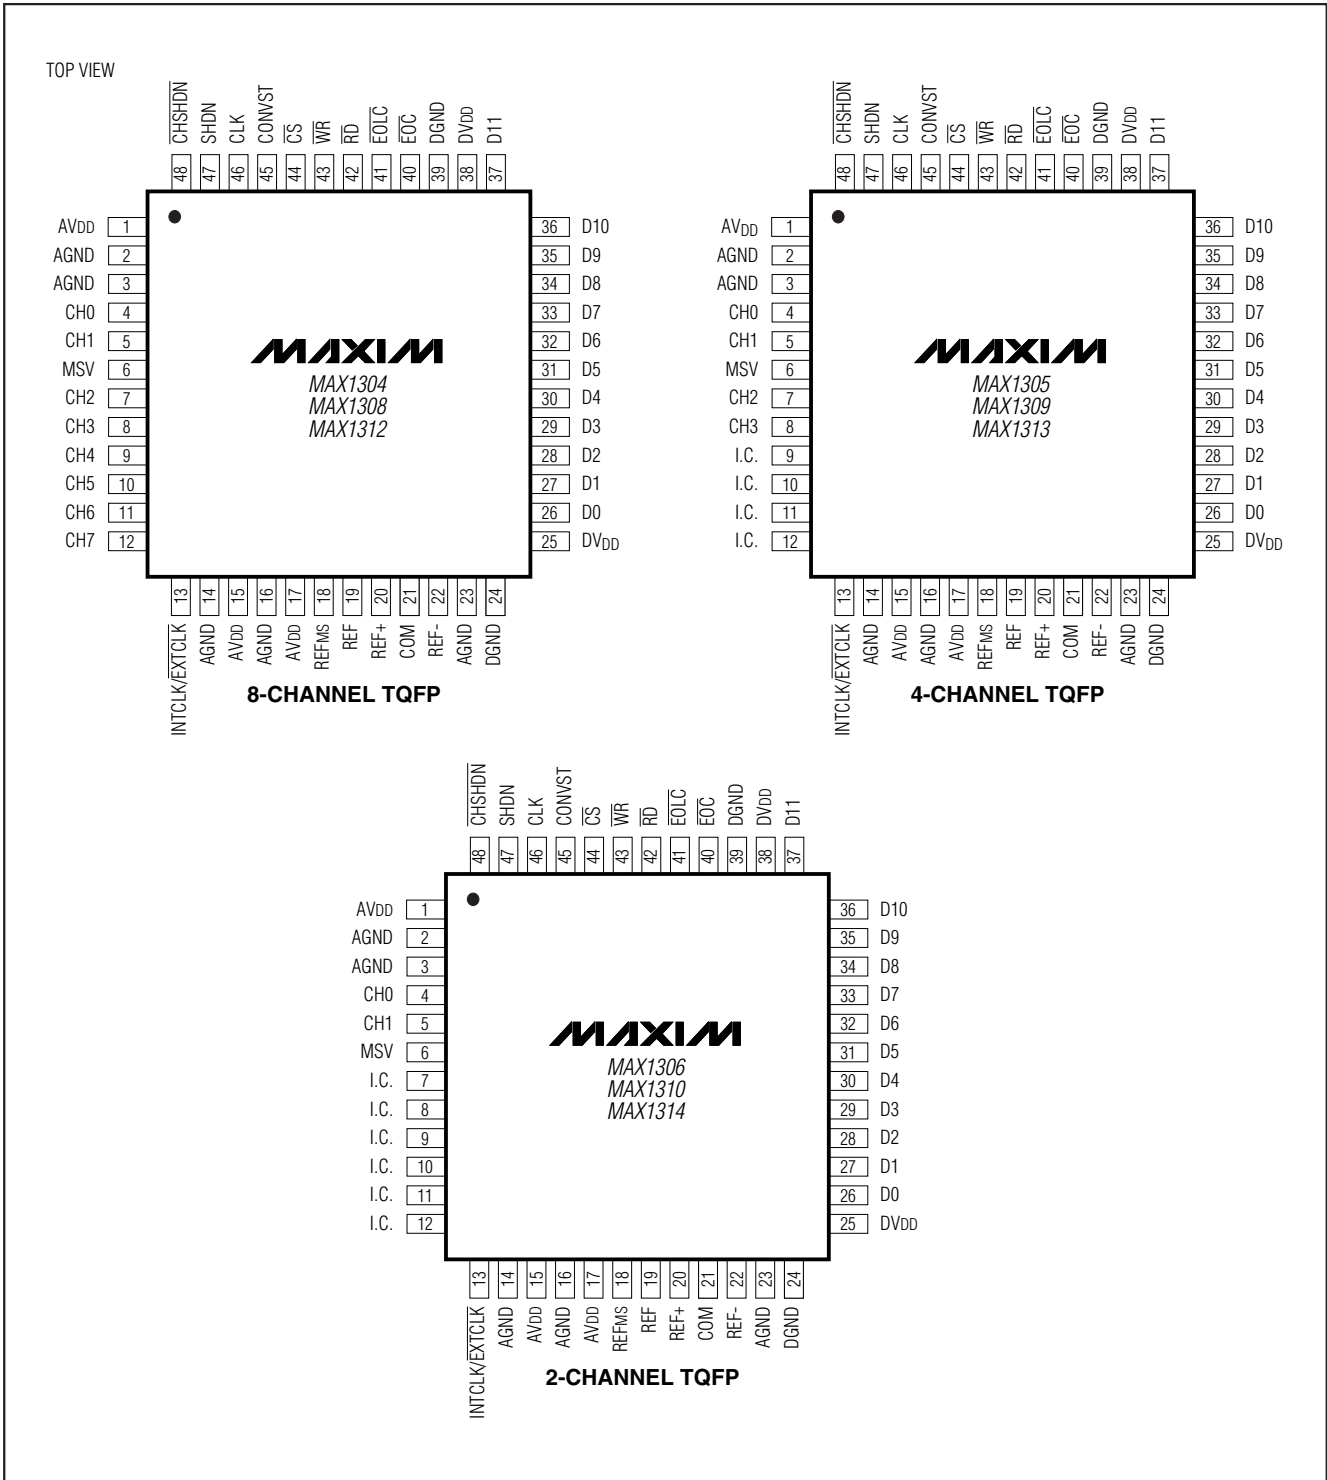 TOP VIEW
CHSHDN SHDN CLK CONVST CS WR RD EOLC EOC DGND DVDD D11
48 47 46 45 44 43 42 41 40 39 38 37
AVDD 1
AGND 2
AGND 3
CH0 4
CH1 5
MSV 6
CH2 7
CH3 8
CH4 9
CH5 10
CH6 11
CH7 12
MAXIM
MAX1304
MAX1308
MAX1312
36 D10
35 D9
34 D8
33 D7
32 D6
31 D5
30 D4
29 D3
28 D2
27 D1
26 D0
25 DVDD
13 14 15 16 17 18 19 20 21 22 23 24
INTCLK/EXTCLK AGND AVDD AGND AVDD REFMS REF REF+ COM REF- AGND DGND
8-CHANNEL TQFP
CHSHDN SHDN CLK CONVST CS WR RD EOLC EOC DGND DVDD D11
48 47 46 45 44 43 42 41 40 39 38 37
AVDD 1
AGND 2
AGND 3
CH0 4
CH1 5
MSV 6
CH2 7
CH3 8
I.C. 9
I.C. 10
I.C. 11
I.C. 12
MAXIM
MAX1305
MAX1309
MAX1313
36 D10
35 D9
34 D8
33 D7
32 D6
31 D5
30 D4
29 D3
28 D2
27 D1
26 D0
25 DVDD
13 14 15 16 17 18 19 20 21 22 23 24
INTCLK/EXTCLK AGND AVDD AGND AVDD REFMS REF REF+ COM REF- AGND DGND
4-CHANNEL TQFP
CHSHDN SHDN CLK CONVST CS WR RD EOLC EOC DGND DVDD D11
48 47 46 45 44 43 42 41 40 39 38 37
AVDD 1
AGND 2
AGND 3
CH0 4
CH1 5
MSV 6
I.C. 7
I.C. 8
I.C. 9
I.C. 10
I.C. 11
I.C. 12
MAXIM
MAX1306
MAX1310
MAX1314
36 D10
35 D9
34 D8
33 D7
32 D6
31 D5
30 D4
29 D3
28 D2
27 D1
26 D0
25 DVDD
13 14 15 16 17 18 19 20 21 22 23 24
INTCLK/EXTCLK AGND AVDD AGND AVDD REFMS REF REF+ COM REF- AGND DGND
2-CHANNEL TQFP